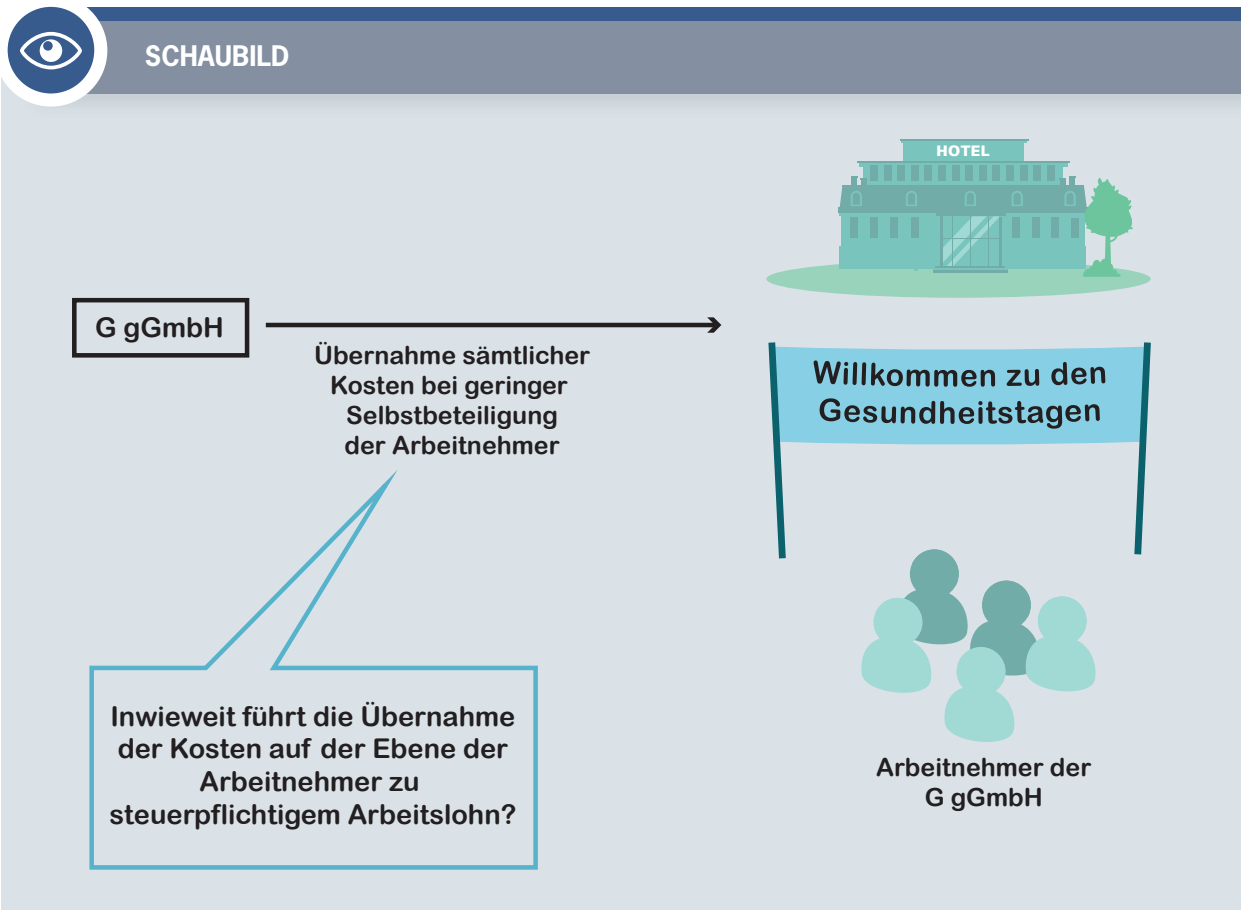 SCHAUBILD
HOTEL
G gGmbH
Übernahme sämtlicher
Kosten bei geringer
Selbstbeteiligung
der Arbeitnehmer
Willkommen zu den
Gesundheitstagen
Inwieweit führt die Übernahme
der Kosten auf der Ebene der
Arbeitnehmer zu
steuerpflichtigem Arbeitslohn?
Arbeitnehmer der
G gGmbH